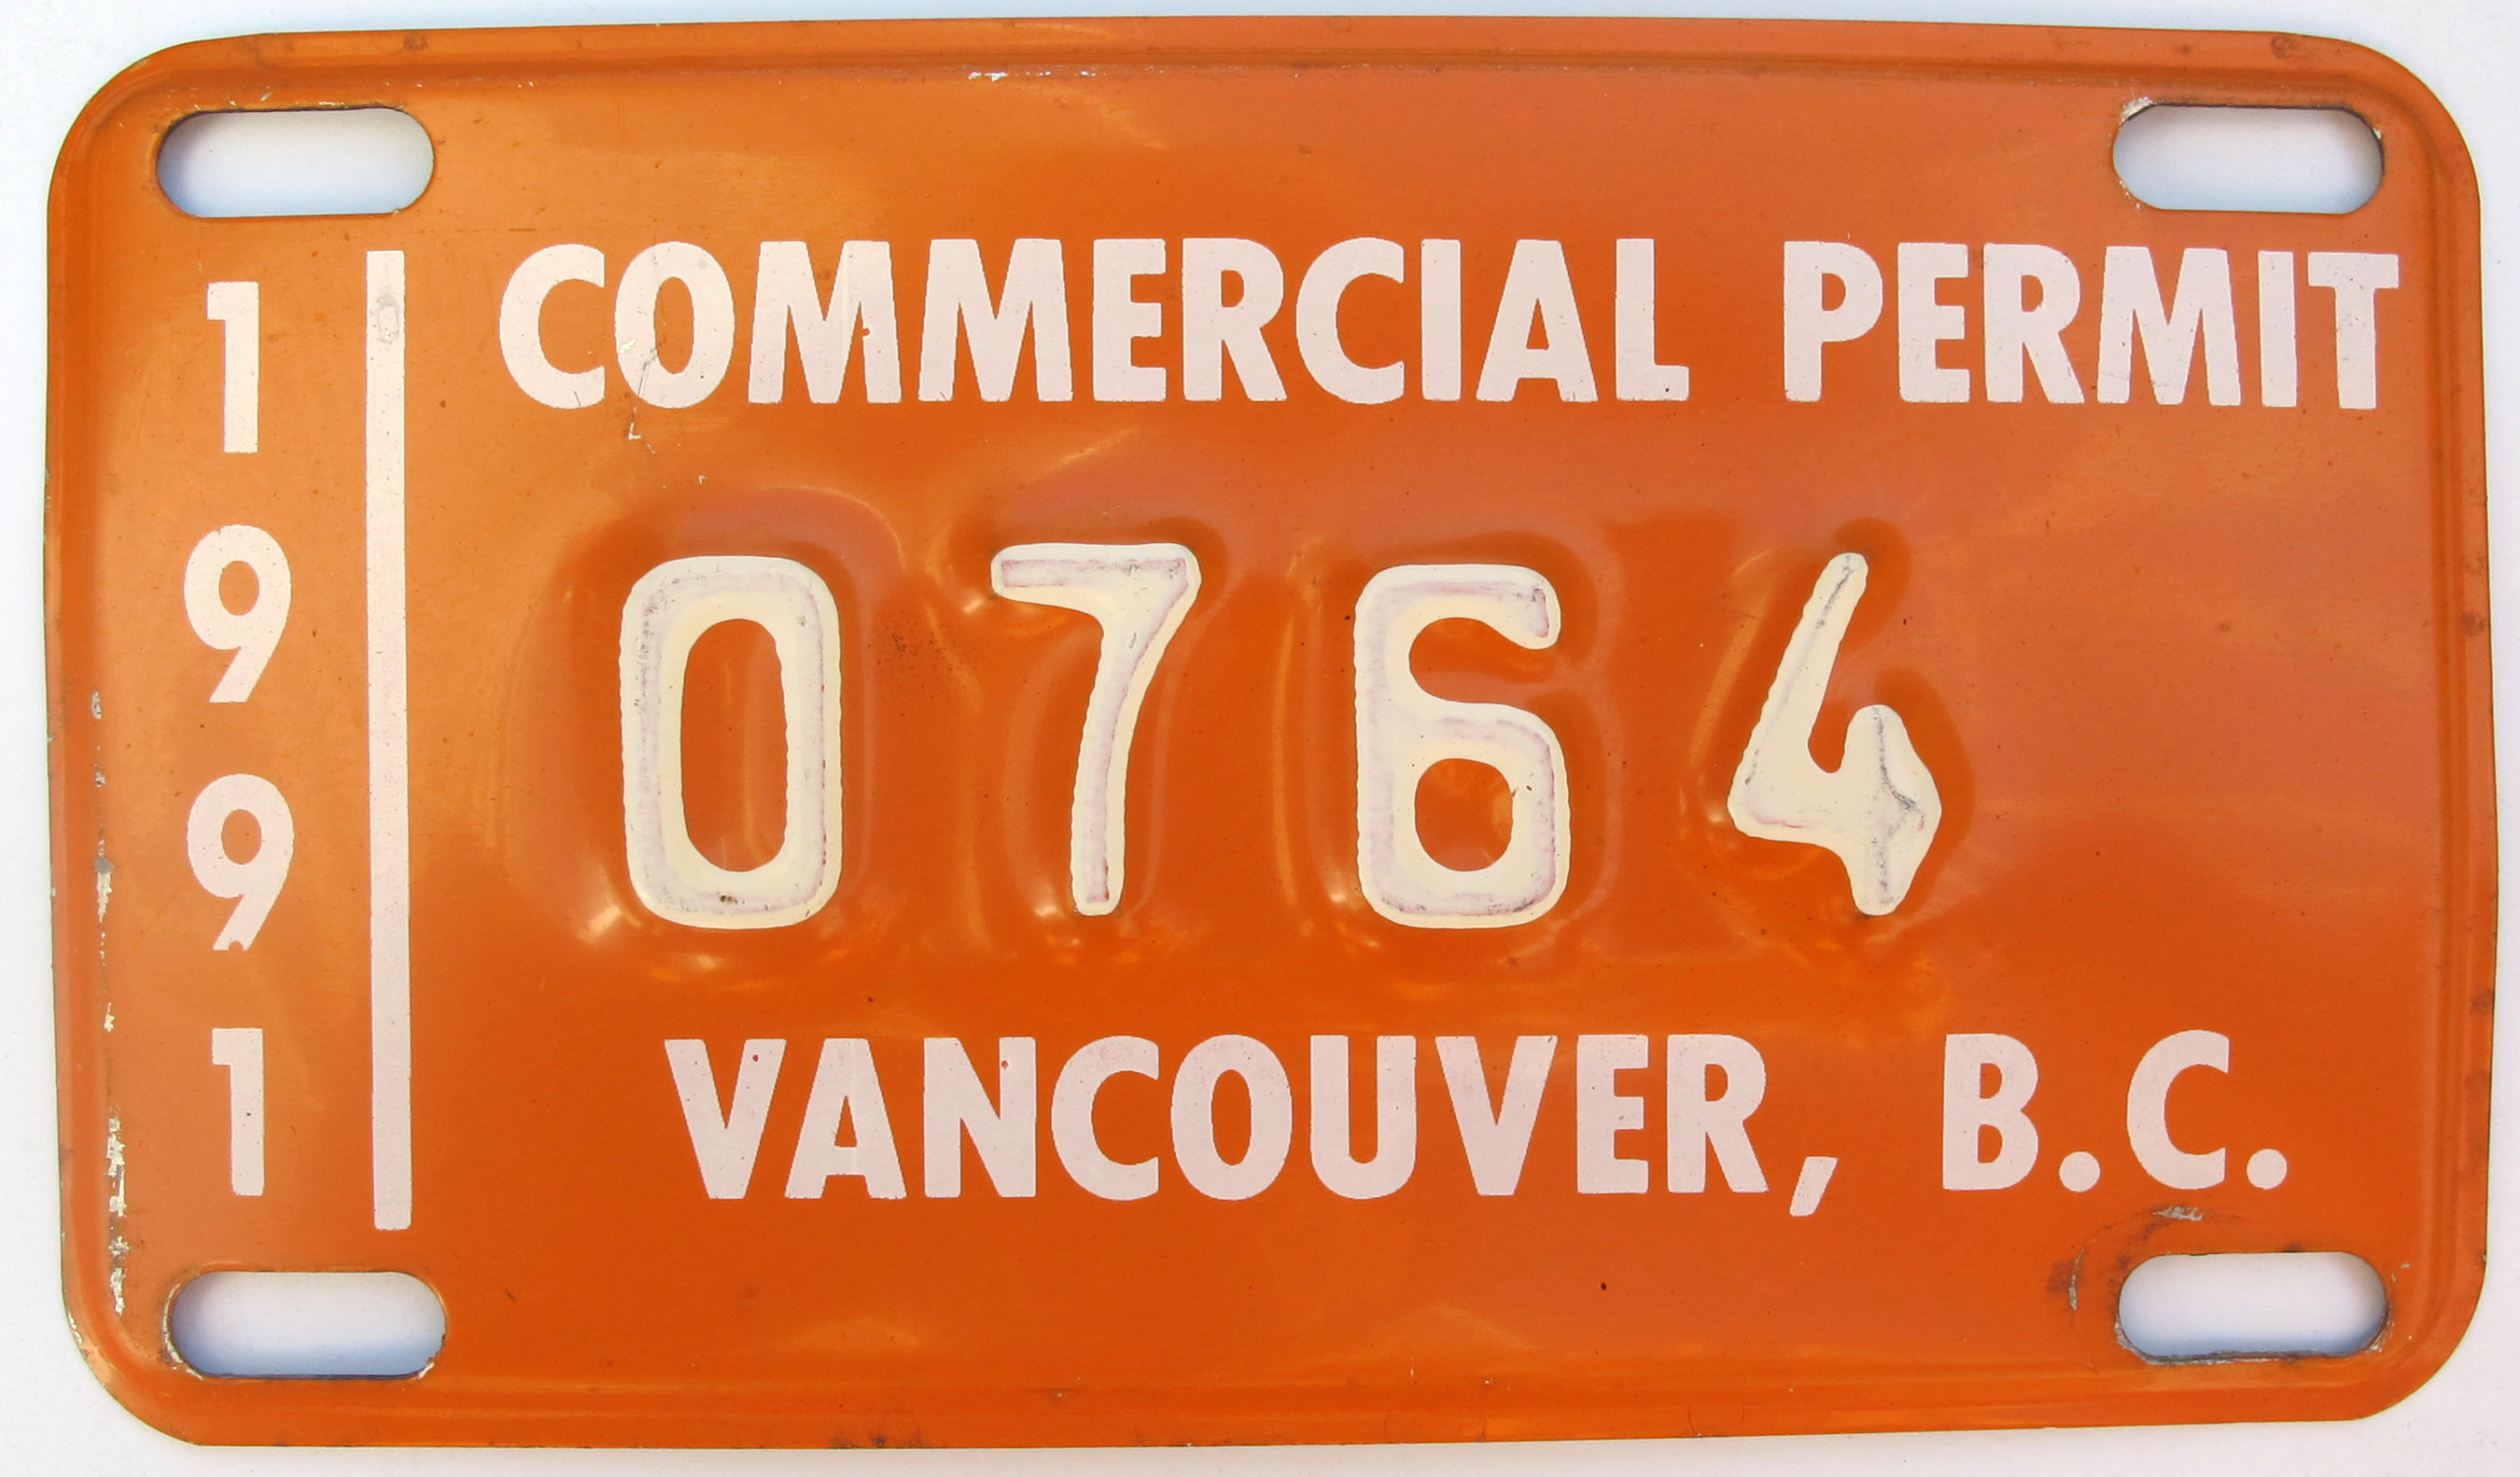 1991
COMMERCIAL PERMIT
0764
VANCOUVER, B.C.